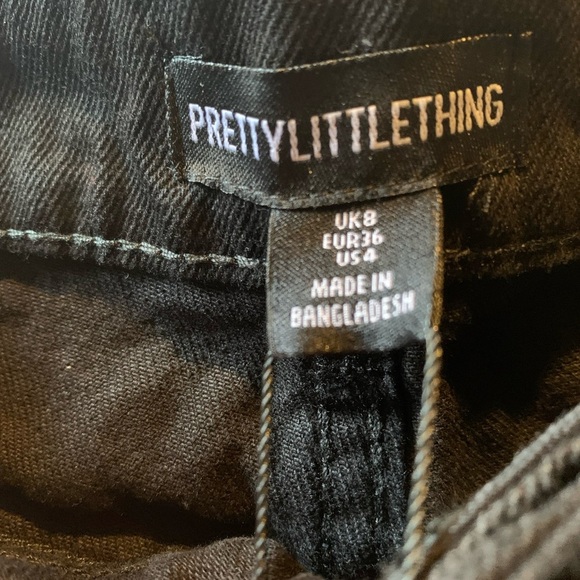 PRETTYLITTLETHING
UK8
EUR36
US4
MADE IN
BANGLADESH